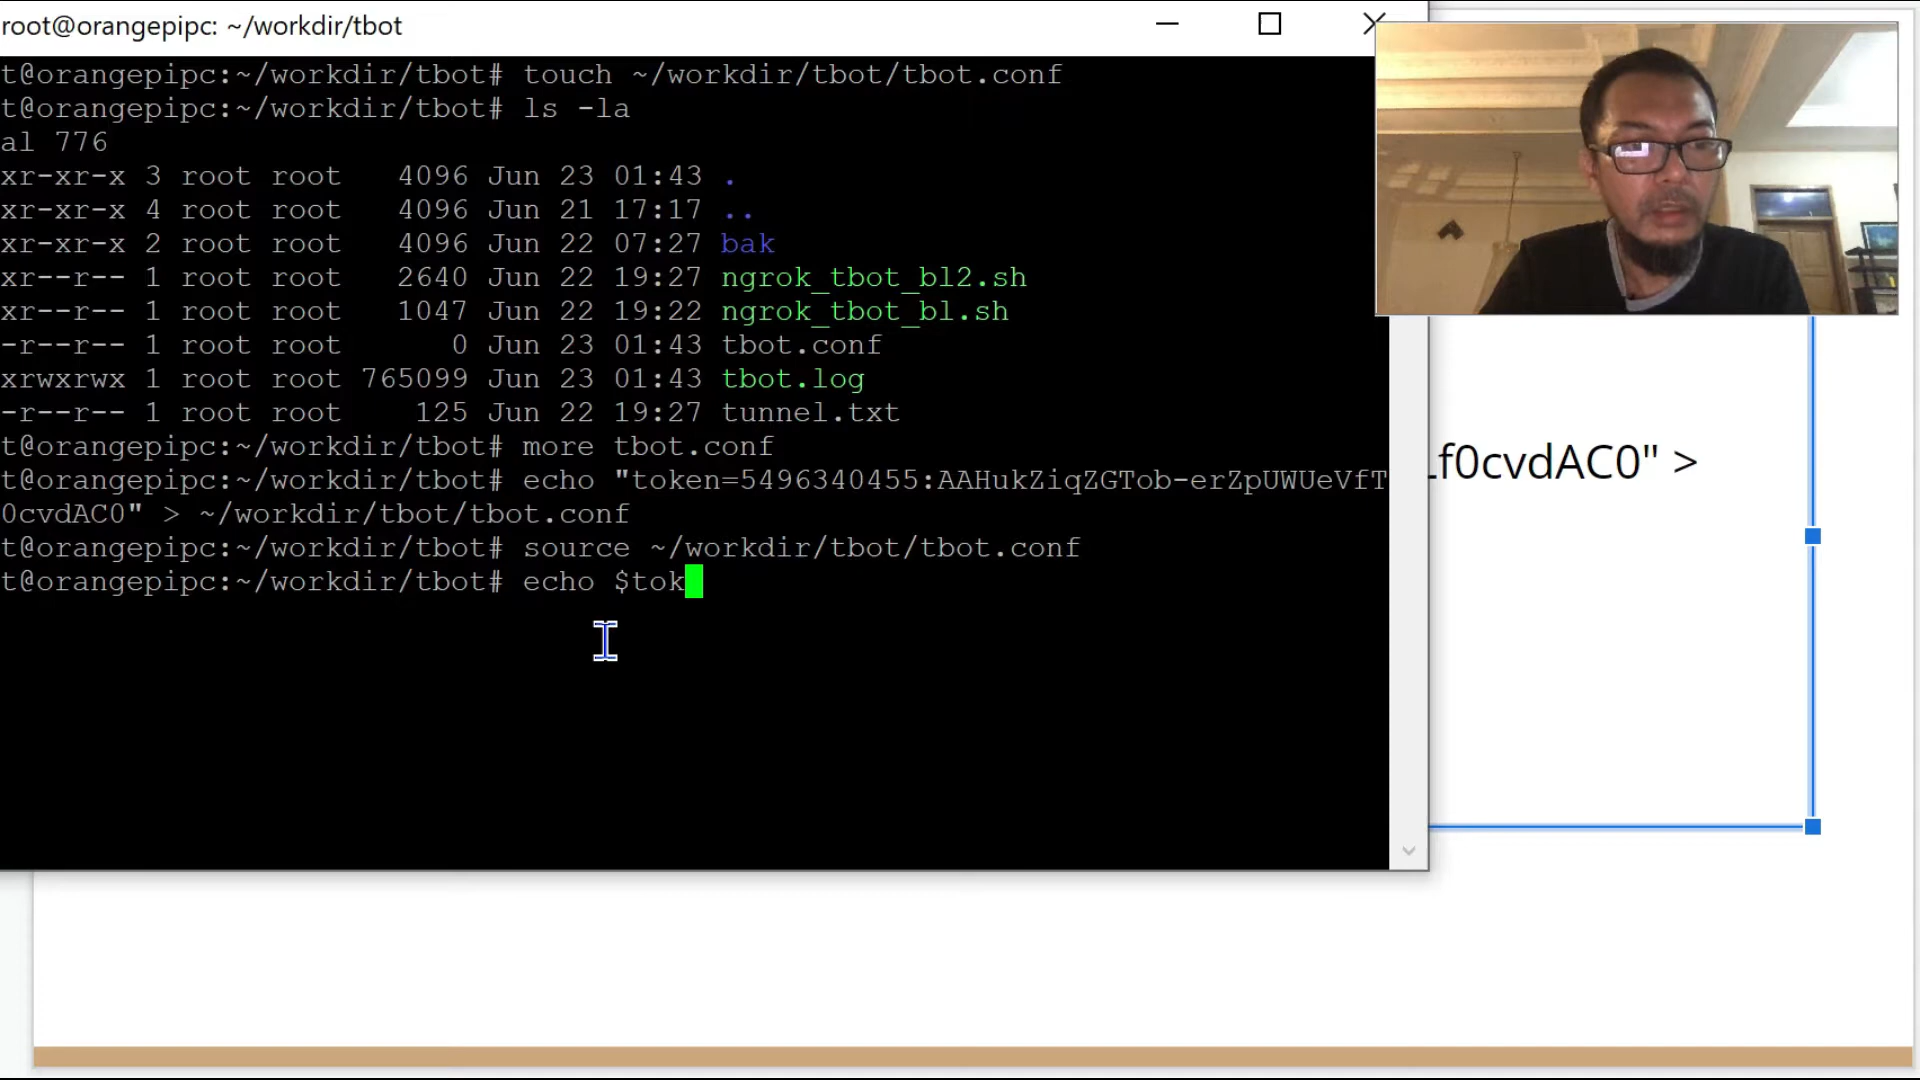 root@orangepipc: ~/workdir/tbot
t@orangepipc:~/workdir/tbot# touch ~/workdir/tbot/tbot.conf
t@orangepipc:~/workdir/tbot# ls -la
al 776
xr-xr-x 3 root root 4096 Jun 23 01:43 .
xr-xr-x 4 root root 4096 Jun 21 17:17 ..
xr-xr-x 2 root root 4096 Jun 22 07:27 bak
xr--r-- 1 root root 2640 Jun 22 19:27 ngrok_tbot_bl2.sh
xr--r-- 1 root root 1047 Jun 22 19:22 ngrok_tbot_bl.sh
-r--r-- 1 root root 0 Jun 23 01:43 tbot.conf
xrwxrwx 1 root root 765099 Jun 23 01:43 tbot.log
-r--r-- 1 root root 125 Jun 22 19:27 tunnel.txt
t@orangepipc:~/workdir/tbot# more tbot.conf
t@orangepipc:~/workdir/tbot# echo "token=5496340455:AAHukZiqZGTob-erZpUWUeVfT
0cvdAC0" > ~/workdir/tbot/tbot.conf
t@orangepipc:~/workdir/tbot# source ~/workdir/tbot/tbot.conf
t@orangepipc:~/workdir/tbot# echo $tok
f0cvdAC0" >